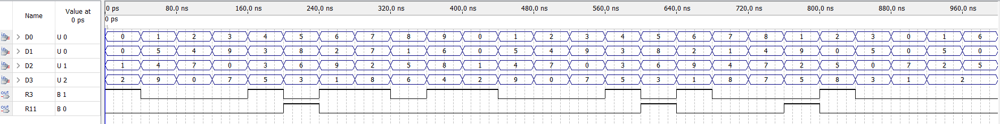 Name Value at 0 ps 0 ps 80.0 ns 160.0 ns 240.0 ns 320.0 ns 400.0 ns 480.0 ns 560.0 ns 640.0 ns 720.0 ns 800.0 ns 880.0 ns 960.0 ns
0 ps
in D0 U 0 0 1 2 3 4 5 6 7 8 9 0 1 2 3 4 5 6 7 8 1 2 3 0 1 6
in D1 U 0 0 5 4 9 3 8 2 7 1 6 0 5 4 9 3 8 2 1 4 9 0 5 0 5 0
in D2 U 1 1 4 7 0 3 6 9 2 5 8 1 4 7 0 3 6 9 4 7 2 5 0 7 2 5
in D3 U 2 2 9 0 7 5 3 1 8 6 4 2 9 0 7 5 3 1 8 7 5 8 3 1 2
out R3 B 1
out R11 B 0